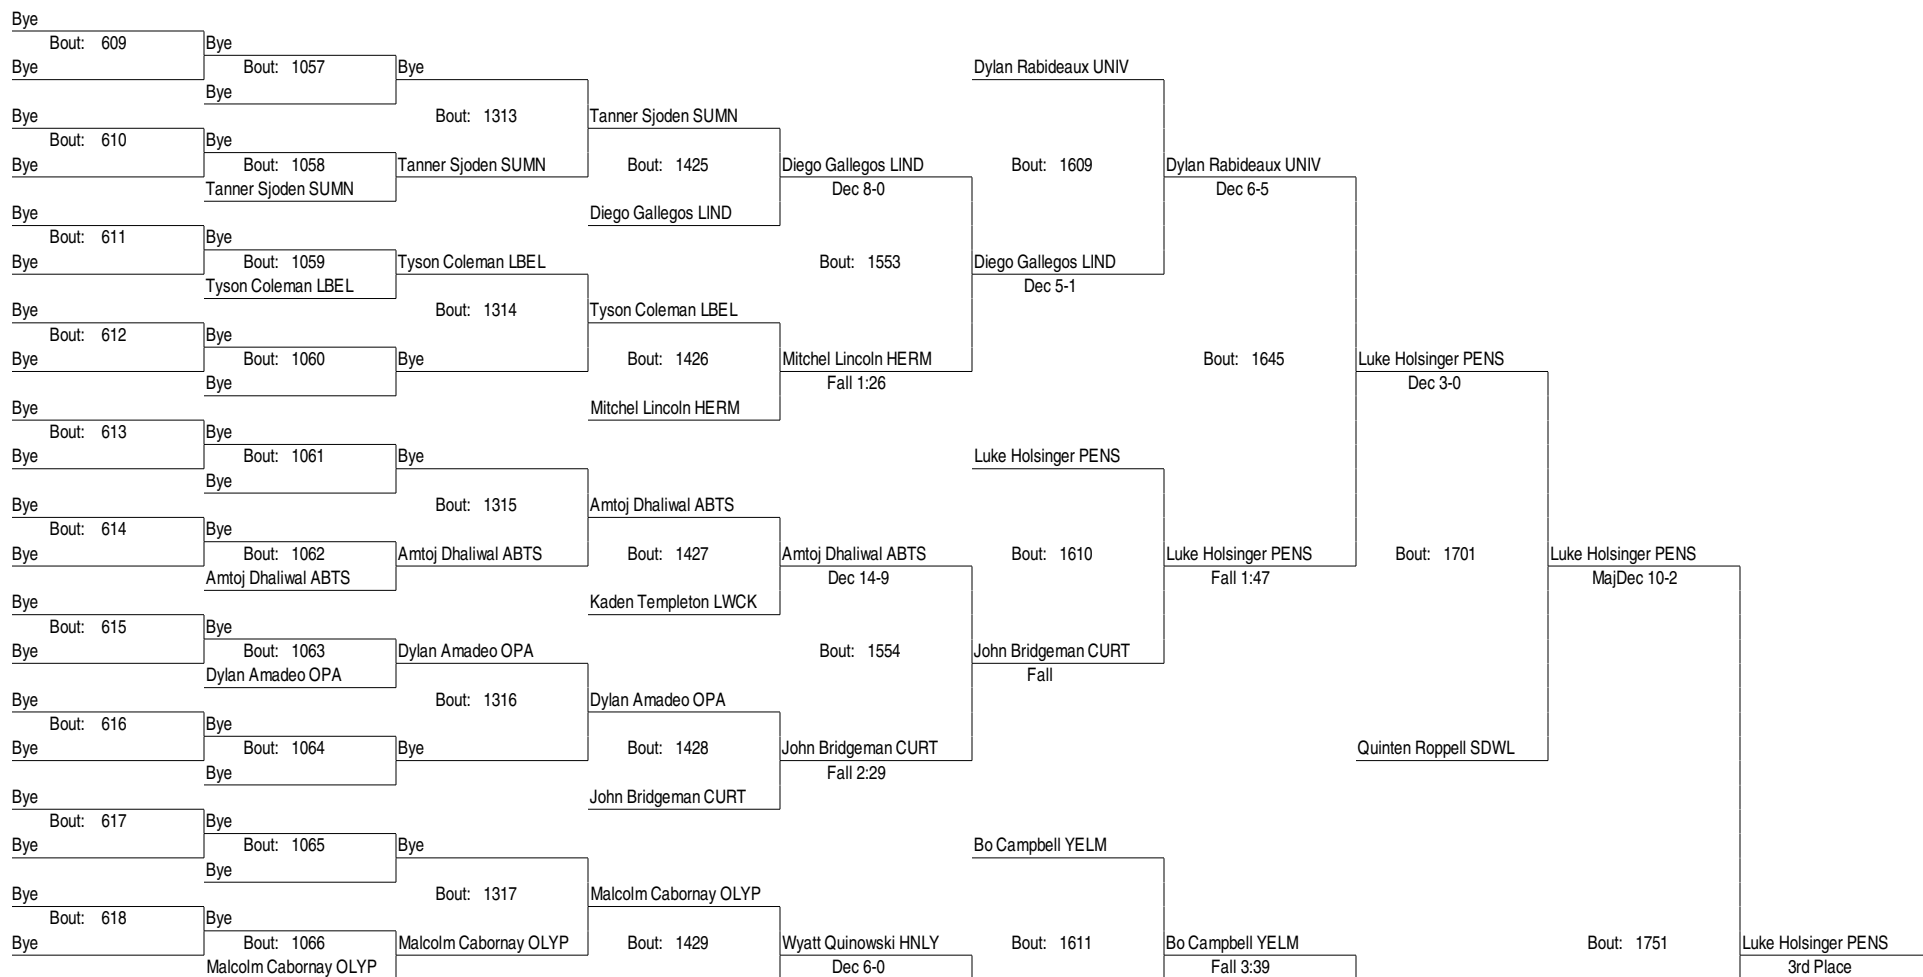 Bye
Bout: 609 Bye
Bye Bout: 1057 Bye Dylan Rabideaux UNIV
Bye
Bye Bout: 1313 Tanner Sjoden SUMN
Bout: 610 Bye
Bye Bout: 1058 Tanner Sjoden SUMN Bout: 1425 Diego Gallegos LIND Bout: 1609 Dylan Rabideaux UNIV
Tanner Sjoden SUMN Dec 8-0 Dec 6-5
Bye Diego Gallegos LIND
Bout: 611 Bye
Bye Bout: 1059 Tyson Coleman LBEL Bout: 1553 Diego Gallegos LIND
Tyson Coleman LBEL Dec 5-1
Bye Bout: 1314 Tyson Coleman LBEL
Bout: 612 Bye
Bye Bout: 1060 Bye Bout: 1426 Mitchel Lincoln HERM Bout: 1645 Luke Holsinger PENS
Bye Fall 1:26 Dec 3-0
Bye Mitchel Lincoln HERM
Bout: 613 Bye
Bye Bout: 1061 Bye Luke Holsinger PENS
Bye
Bye Bout: 1315 Amtoj Dhaliwal ABTS
Bout: 614 Bye
Bye Bout: 1062 Amtoj Dhaliwal ABTS Bout: 1427 Amtoj Dhaliwal ABTS Bout: 1610 Luke Holsinger PENS Bout: 1701 Luke Holsinger PENS
Amtoj Dhaliwal ABTS Dec 14-9 Fall 1:47 MajDec 10-2
Bye Kaden Templeton LWCK
Bout: 615 Bye
Bye Bout: 1063 Dylan Amadeo OPA Bout: 1554 John Bridgeman CURT
Dylan Amadeo OPA Fall
Bye Bout: 1316 Dylan Amadeo OPA
Bout: 616 Bye
Bye Bout: 1064 Bye Bout: 1428 John Bridgeman CURT Quinten Roppell SDWL
Bye Fall 2:29
Bye John Bridgeman CURT
Bout: 617 Bye
Bye Bout: 1065 Bye Bo Campbell YELM
Bye
Bye Bout: 1317 Malcolm Cabornay OLYP
Bout: 618 Bye
Bye Bout: 1066 Malcolm Cabornay OLYP Bout: 1429 Wyatt Quinowski HNLY Bout: 1611 Bo Campbell YELM Bout: 1751 Luke Holsinger PENS
Malcolm Cabornay OLYP Dec 6-0 Fall 3:39 3rd Place